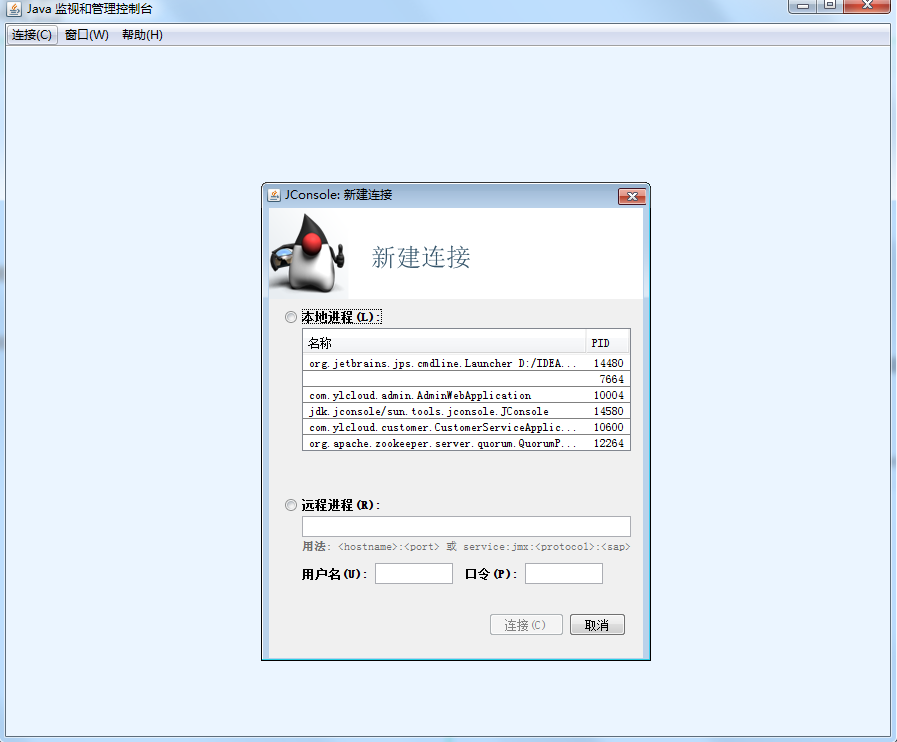 Java 监视和管理控制台
连接(C) 窗口(W) 帮助(H)
JConsole: 新建连接
新建连接
本地进程(L):
名称 PID
org.jetbrains.jps.cmdline.Launcher D:/IDEA... 14480
7664
com.ylcloud.admin.AdminWebApplication 10004
jdk.jconsole/sun.tools.jconsole.JConsole 14580
com.ylcloud.customer.CustomerServiceApplic... 10600
org.apache.zookeeper.server.quorum.QuorumP... 12264
远程进程(R):
用法: <hostname>:<port> 或 service:jmx:<protocol>:<sap>
用户名(U): 口令(P):
连接(C) 取消